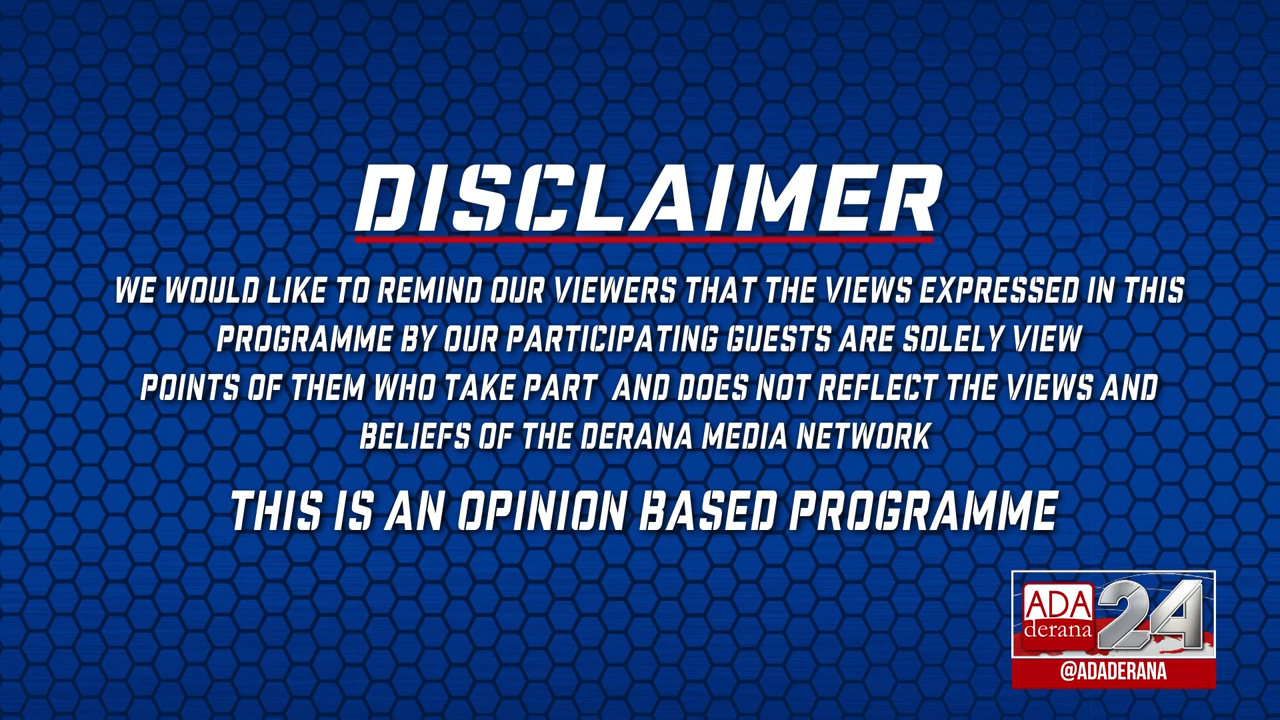 DISCLAIMER
WE WOULD LIKE TO REMIND OUR VIEWERS THAT THE VIEWS EXPRESSED IN THIS
PROGRAMME BY OUR PARTICIPATING GUESTS ARE SOLELY VIEW
POINTS OF THEM WHO TAKE PART AND DOES NOT REFLECT THE VIEWS AND
BELIEFS OF THE DERANA MEDIA NETWORK
THIS IS AN OPINION BASED PROGRAMME
ADA
derana
24
@ADADERANA